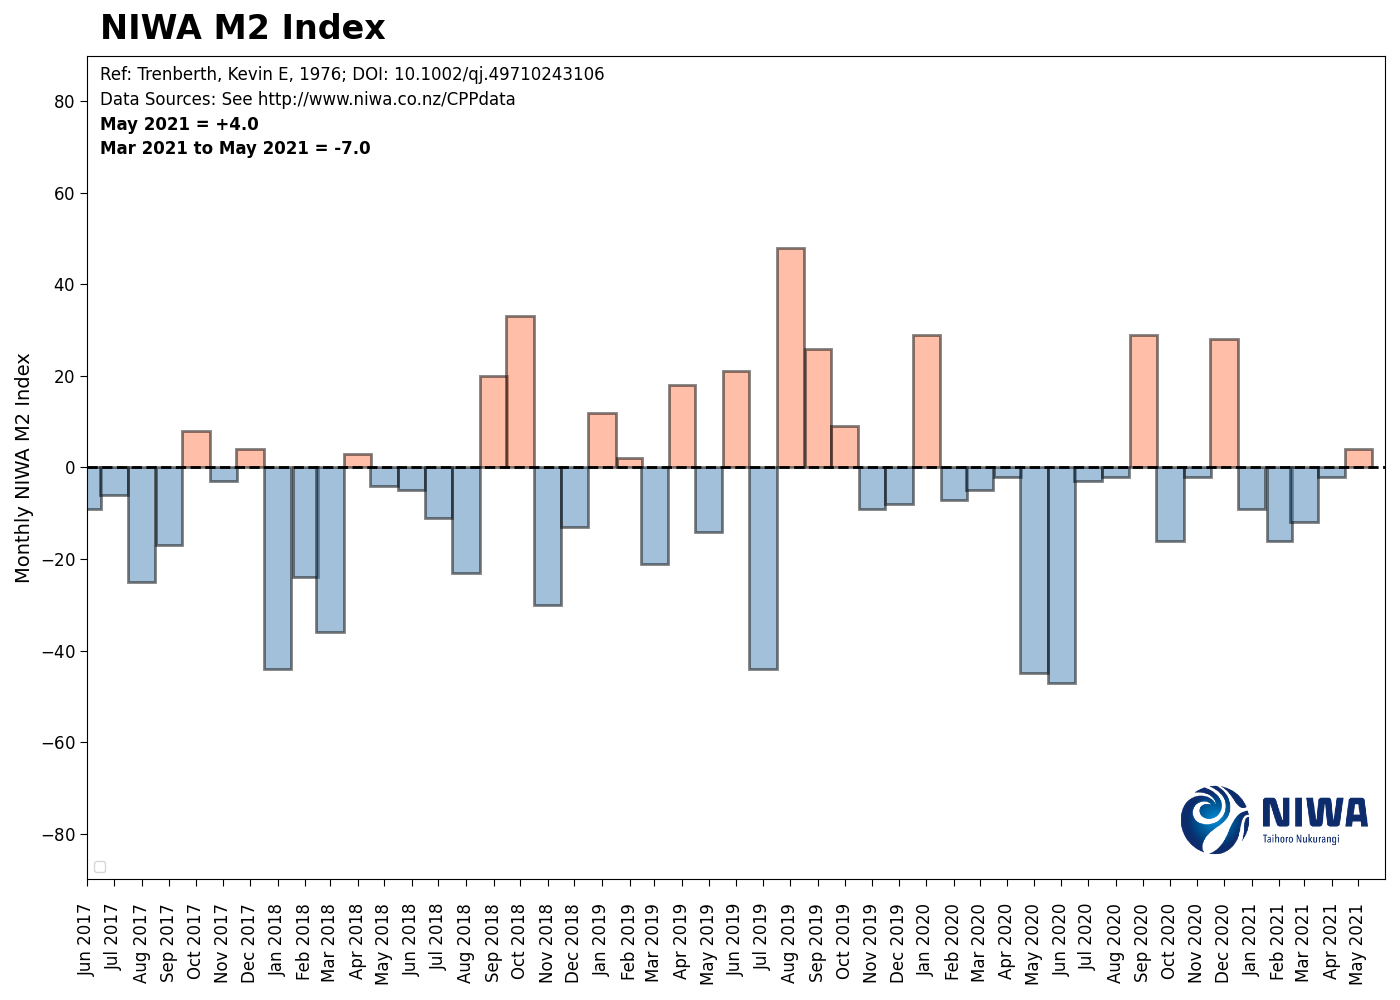 NIWA M2 Index
Ref: Trenberth, Kevin E, 1976; DOI: 10.1002/qj.49710243106
Data Sources: See http://www.niwa.co.nz/CPPdata
May 2021 = +4.0
Mar 2021 to May 2021 = -7.0
Monthly NIWA M2 Index
80
60
40
20
0
−20
−40
−60
−80
NIWA
Taihoro Nukurangi
Jun 2017
Jul 2017
Aug 2017
Sep 2017
Oct 2017
Nov 2017
Dec 2017
Jan 2018
Feb 2018
Mar 2018
Apr 2018
May 2018
Jun 2018
Jul 2018
Aug 2018
Sep 2018
Oct 2018
Nov 2018
Dec 2018
Jan 2019
Feb 2019
Mar 2019
Apr 2019
May 2019
Jun 2019
Jul 2019
Aug 2019
Sep 2019
Oct 2019
Nov 2019
Dec 2019
Jan 2020
Feb 2020
Mar 2020
Apr 2020
May 2020
Jun 2020
Jul 2020
Aug 2020
Sep 2020
Oct 2020
Nov 2020
Dec 2020
Jan 2021
Feb 2021
Mar 2021
Apr 2021
May 2021